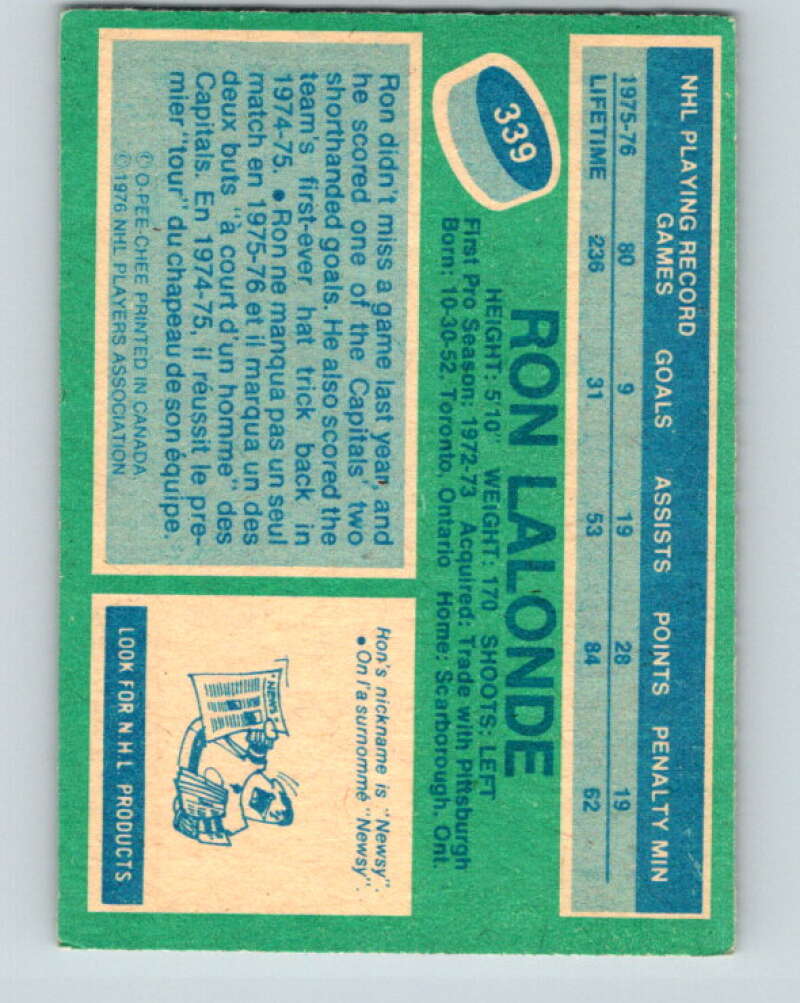 NHL PLAYING RECORD
GAMES GOALS ASSISTS POINTS PENALTY MIN
1975-76 80 9 19 28 19
LIFETIME 236 31 53 84 62
339
RON LALONDE
HEIGHT: 5'10" WEIGHT: 170 SHOOTS: LEFT
First Pro Season: 1972-73 Acquired: Trade with Pittsburgh
Born: 10-30-52, Toronto, Ontario Home: Scarborough, Ont.
Ron didn't miss a game last year, and
he scored one of the Capitals' two
shorthanded goals. He also scored the
team's first-ever hat trick back in
1974-75. • Ron ne manqua pas un seul
match en 1975-76 et il marqua un des
deux buts "à court d'un homme" des
Capitals. En 1974-75, il réussit le pre-
mier "tour" du chapeau de son équipe.
© O-PEE-CHEE PRINTED IN CANADA
© 1976 NHL PLAYERS ASSOCIATION
Ron's nickname is "Newsy".
• On l'a surnommé "Newsy".
NEWS
LOOK FOR NHL PRODUCTS